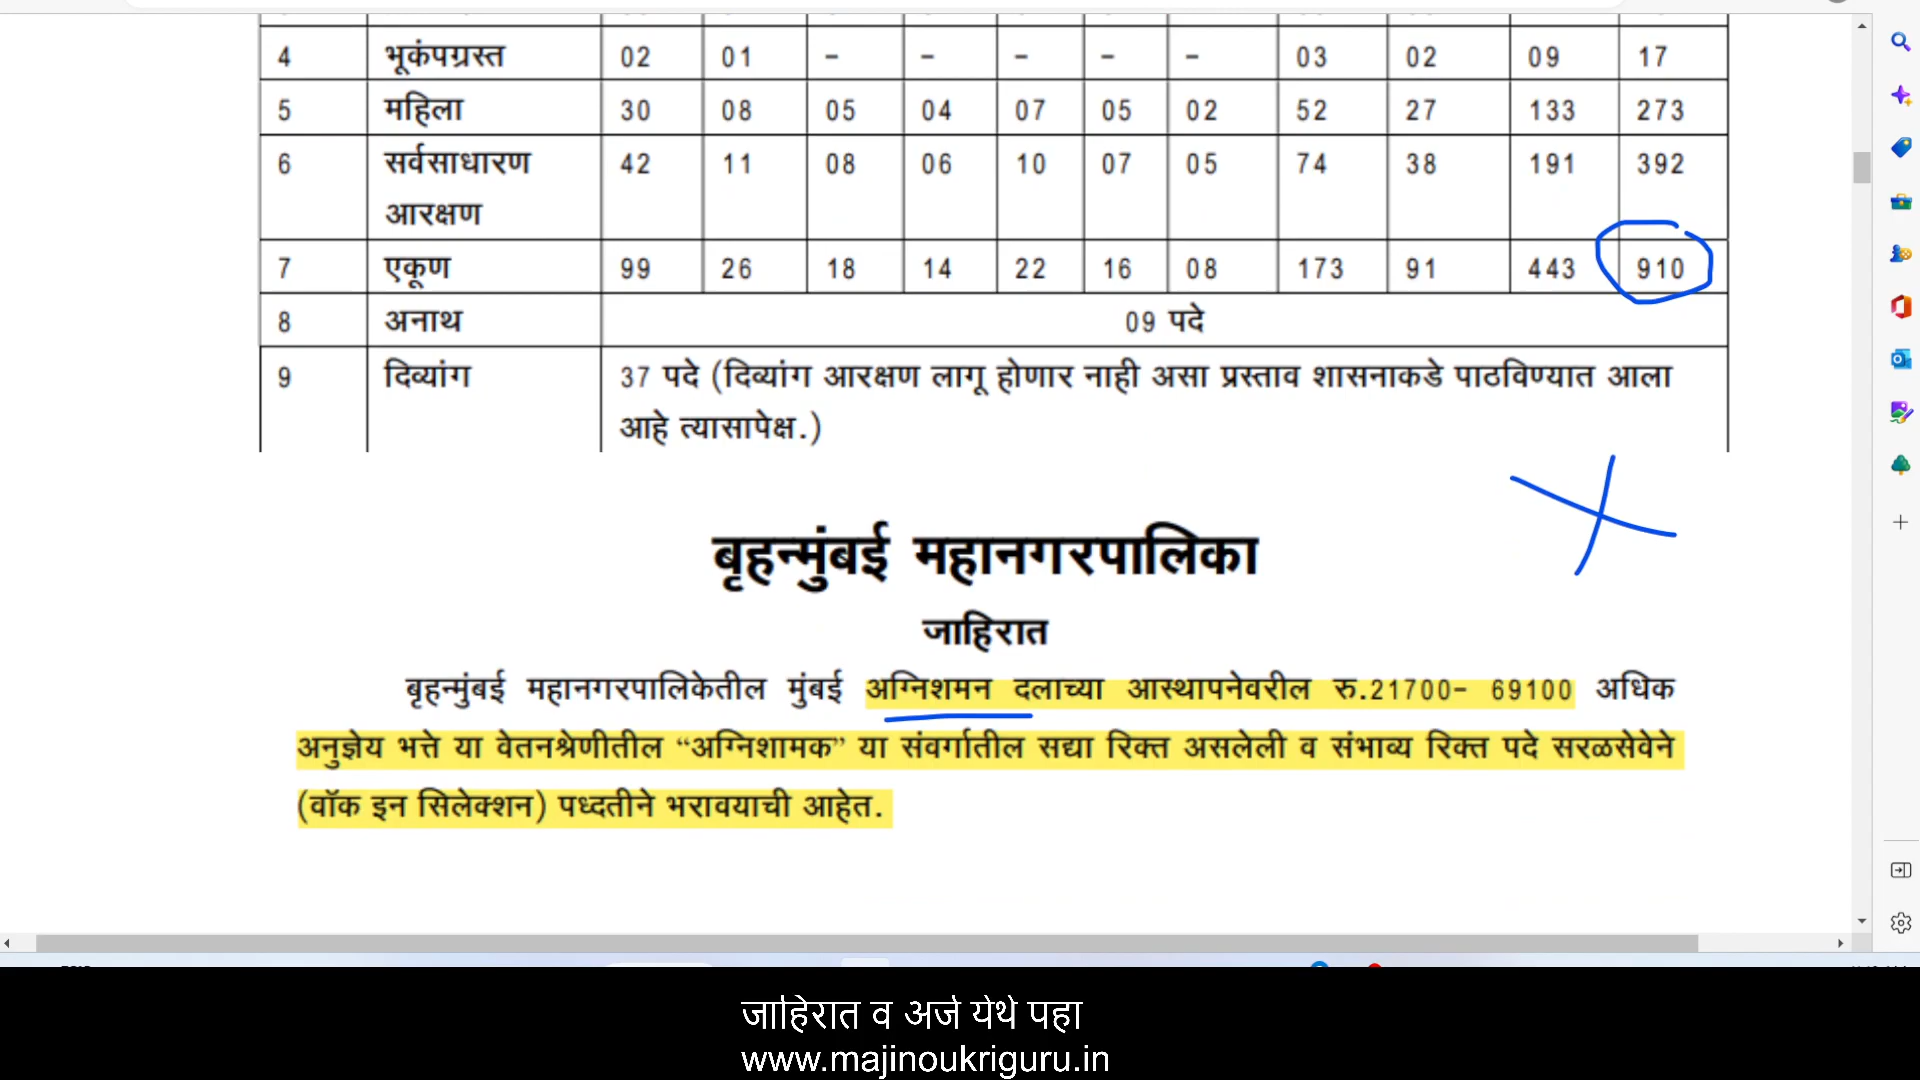 4 भूकंपग्रस्त 02 01 – – – – – 03 02 09 17
5 महिला 30 08 05 04 07 05 02 52 27 133 273
6 सर्वसाधारण 42 11 08 06 10 07 05 74 38 191 392
आरक्षण
7 एकूण 99 26 18 14 22 16 08 173 91 443 910
8 अनाथ 09 पदे
9 दिव्यांग 37 पदे (दिव्यांग आरक्षण लागू होणार नाही असा प्रस्ताव शासनाकडे पाठविण्यात आला
आहे त्यासापेक्ष.)
बृहन्मुंबई महानगरपालिका
जाहिरात
बृहन्मुंबई महानगरपालिकेतील मुंबई अग्निशमन दलाच्या आस्थापनेवरील रु.21700– 69100 अधिक
अनुज्ञेय भत्ते या वेतनश्रेणीतील “अग्निशामक” या संवर्गातील सद्या रिक्त असलेली व संभाव्य रिक्त पदे सरळसेवेने
(वॉक इन सिलेक्शन) पध्दतीने भरावयाची आहेत.
जाहिरात व अर्ज येथे पहा
www.majinoukriguru.in